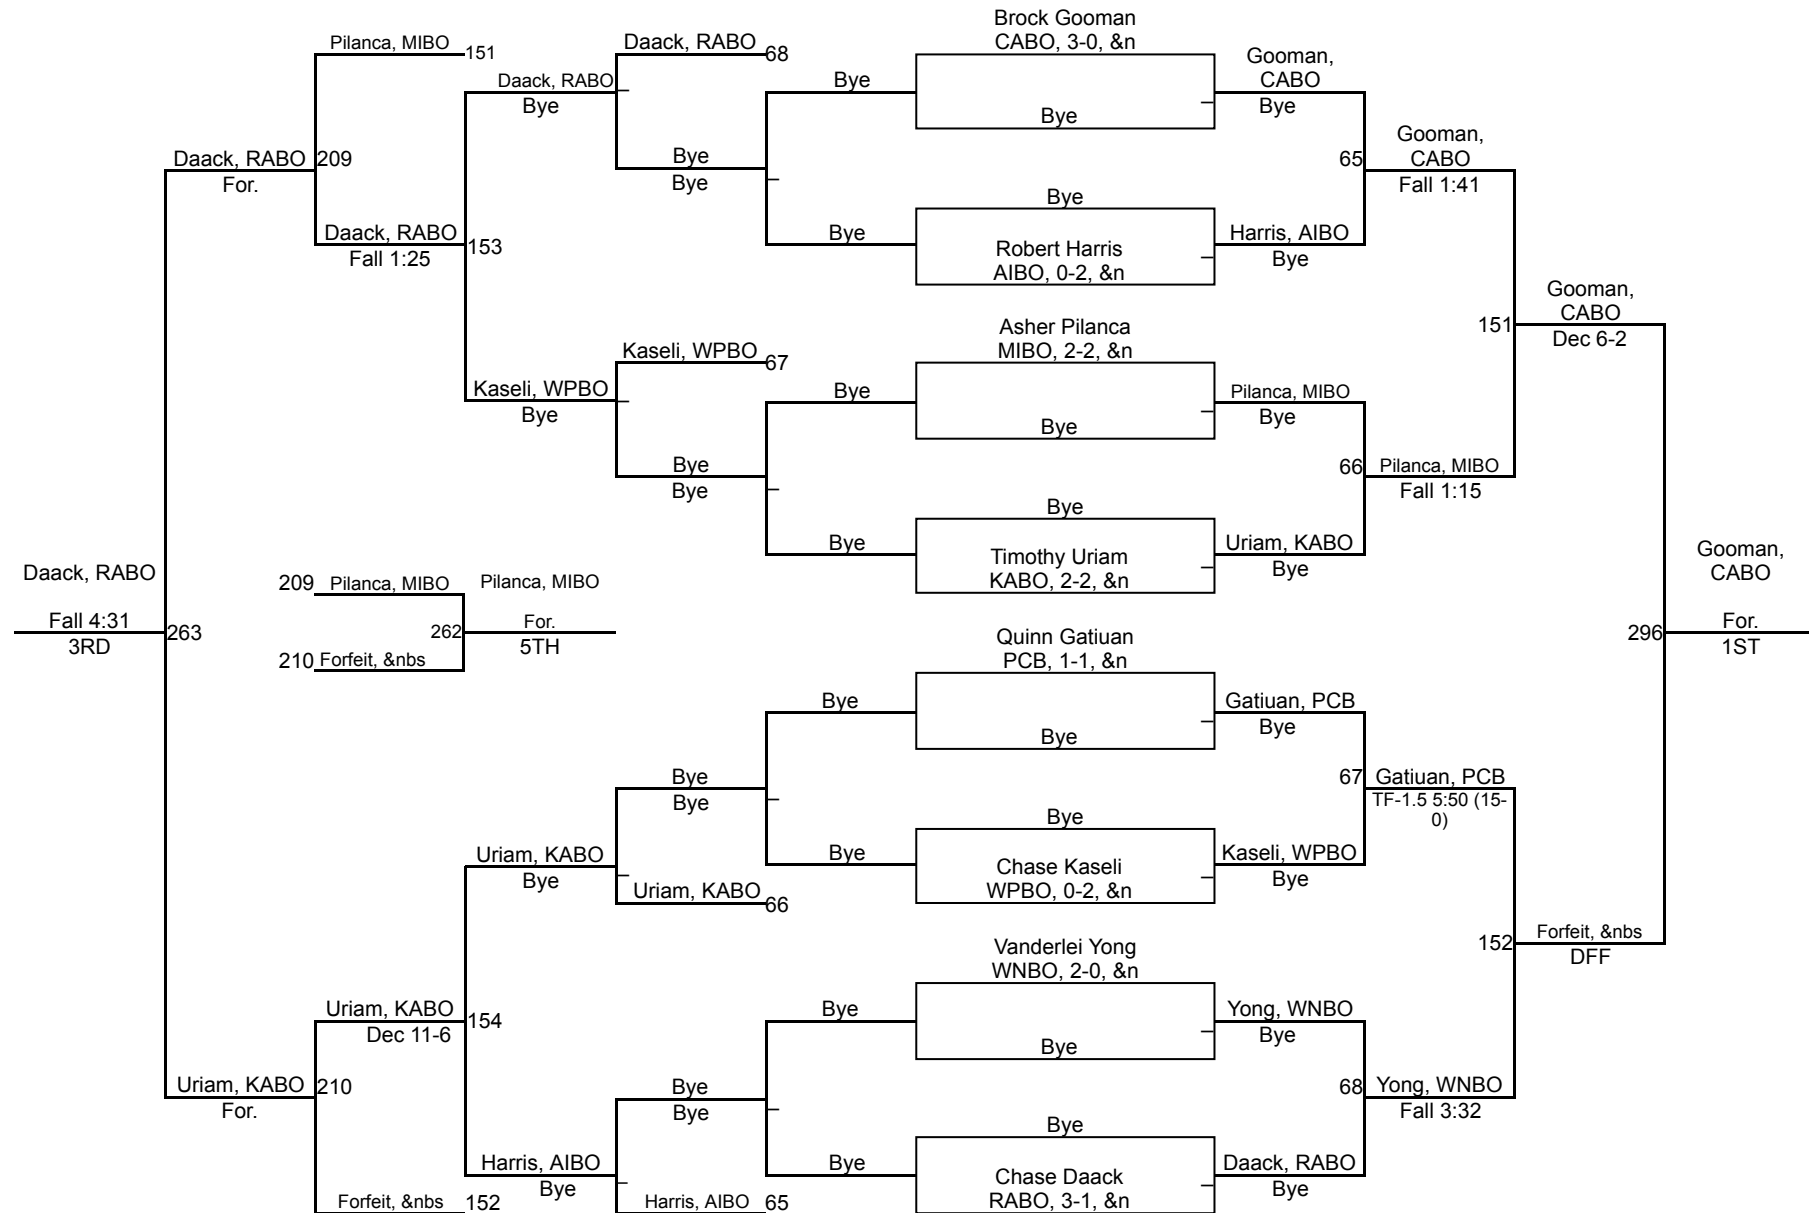 Brock Gooman
CABO, 3-0, &n
Pilanca, MIBO
151
Daack, RABO
68
Gooman,
CABO
Bye
Daack, RABO
Bye
Bye
Bye
Gooman,
CABO
Fall 1:41
Daack, RABO
For.
209
Bye
Bye
65
Bye
Daack, RABO
Fall 1:25
153
Bye
Robert Harris
AIBO, 0-2, &n
Harris, AIBO
Bye
Gooman,
CABO
Dec 6-2
151
Asher Pilanca
MIBO, 2-2, &n
Kaseli, WPBO
67
Kaseli, WPBO
Bye
Bye
Pilanca, MIBO
Bye
Bye
Bye
Bye
66
Pilanca, MIBO
Fall 1:15
Bye
Bye
Timothy Uriam
KABO, 2-2, &n
Uriam, KABO
Bye
Daack, RABO
Fall 4:31
3RD
263
209
Pilanca, MIBO
Pilanca, MIBO
262
For.
5TH
210
Forfeit, &nbs
Gooman,
CABO
296
For.
1ST
Quinn Gatiuan
PCB, 1-1, &n
Bye
Gatiuan, PCB
Bye
Bye
Bye
Bye
67
Gatiuan, PCB
TF-1.5 5:50 (15-
0)
Bye
Uriam, KABO
Bye
Bye
Chase Kaseli
WPBO, 0-2, &n
Kaseli, WPBO
Bye
Uriam, KABO
66
152
Forfeit, &nbs
DFF
Vanderlei Yong
WNBO, 2-0, &n
Uriam, KABO
Dec 11-6
154
Bye
Yong, WNBO
Bye
Bye
Uriam, KABO
For.
210
Bye
Bye
68
Yong, WNBO
Fall 3:32
Bye
Harris, AIBO
Bye
Bye
Chase Daack
RABO, 3-1, &n
Daack, RABO
Bye
Forfeit, &nbs
152
Harris, AIBO
65